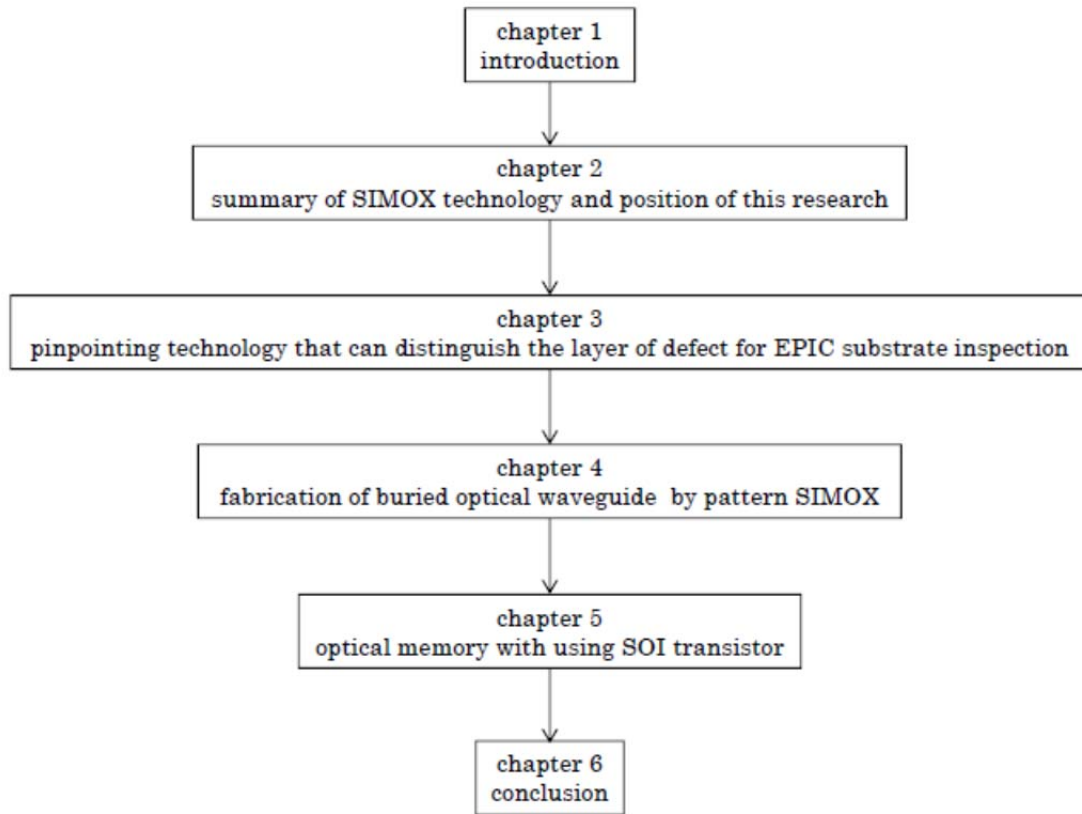 chapter 1
introduction
chapter 2
summary of SIMOX technology and position of this research
chapter 3
pinpointing technology that can distinguish the layer of defect for EPIC substrate inspection
chapter 4
fabrication of buried optical waveguide by pattern SIMOX
chapter 5
optical memory with using SOI transistor
chapter 6
conclusion